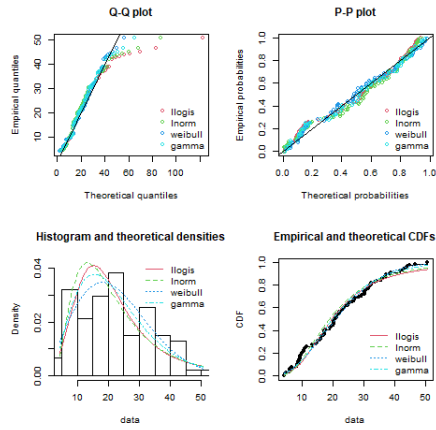 Q-Q plot
Empirical quantiles
50
40
30
20
10
llogis
lnorm
weibull
gamma
0 20 40 60 80 100
Theoretical quantiles
P-P plot
Empirical probabilities
1.0
0.8
0.6
0.4
0.2
0.0
llogis
lnorm
weibull
gamma
0.0 0.2 0.4 0.6 0.8 1.0
Theoretical probabilities
Histogram and theoretical densities
Density
0.04
0.02
0.00
llogis
lnorm
weibull
gamma
10 20 30 40 50
data
Empirical and theoretical CDFs
CDF
1.0
0.8
0.6
0.4
0.2
0.0
llogis
lnorm
weibull
gamma
10 20 30 40 50
data